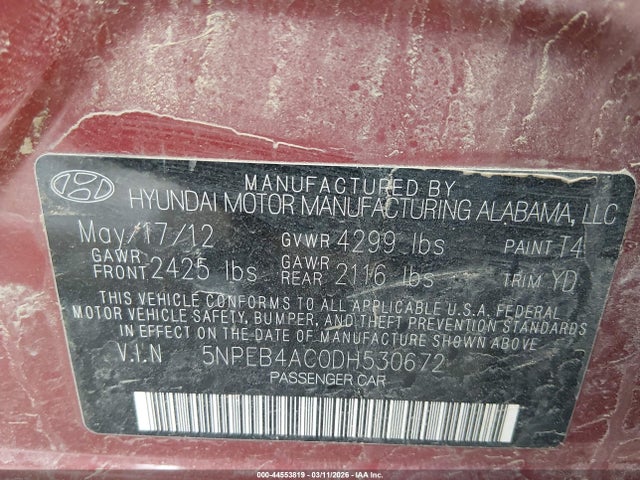 MANUFACTURED BY
HYUNDAI MOTOR MANUFACTURING ALABAMA, LLC
May/17/12 GVWR 4299 lbs PAINT T4
GAWR FRONT 2425 lbs GAWR REAR 2116 lbs TRIM YD
THIS VEHICLE CONFORMS TO ALL APPLICABLE U.S.A. FEDERAL
MOTOR VEHICLE SAFETY, BUMPER, AND THEFT PREVENTION STANDARDS
IN EFFECT ON THE DATE OF MANUFACTURE SHOWN ABOVE
V.I.N 5NPEB4AC0DH530672
PASSENGER CAR
000-44553819 - 03/11/2026 - IAA Inc.